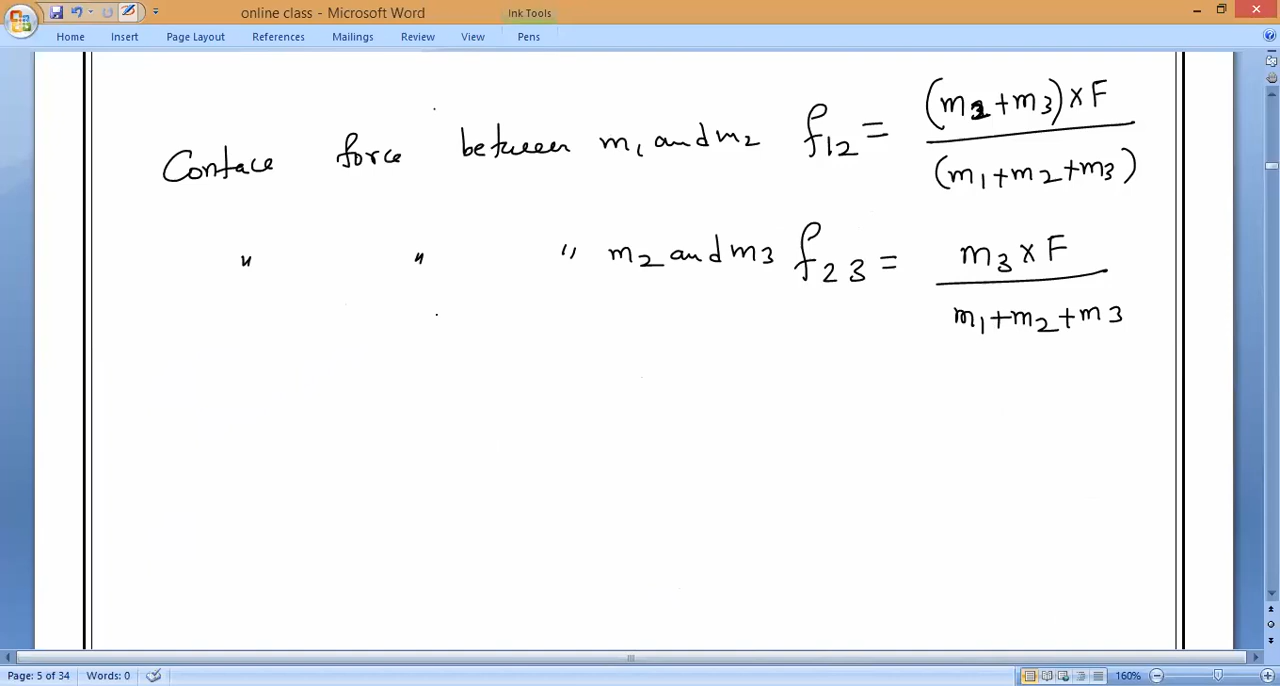 online class - Microsoft Word
Ink Tools
Home Insert Page Layout References Mailings Review View Pens
Contace force between m₁ and m₂ f₁₂ = (m₂+m₃)×F / (m₁+m₂+m₃)
" " " m₂ and m₃ f₂₃ = m₃×F / m₁+m₂+m₃
Page: 5 of 34 Words: 0 160%